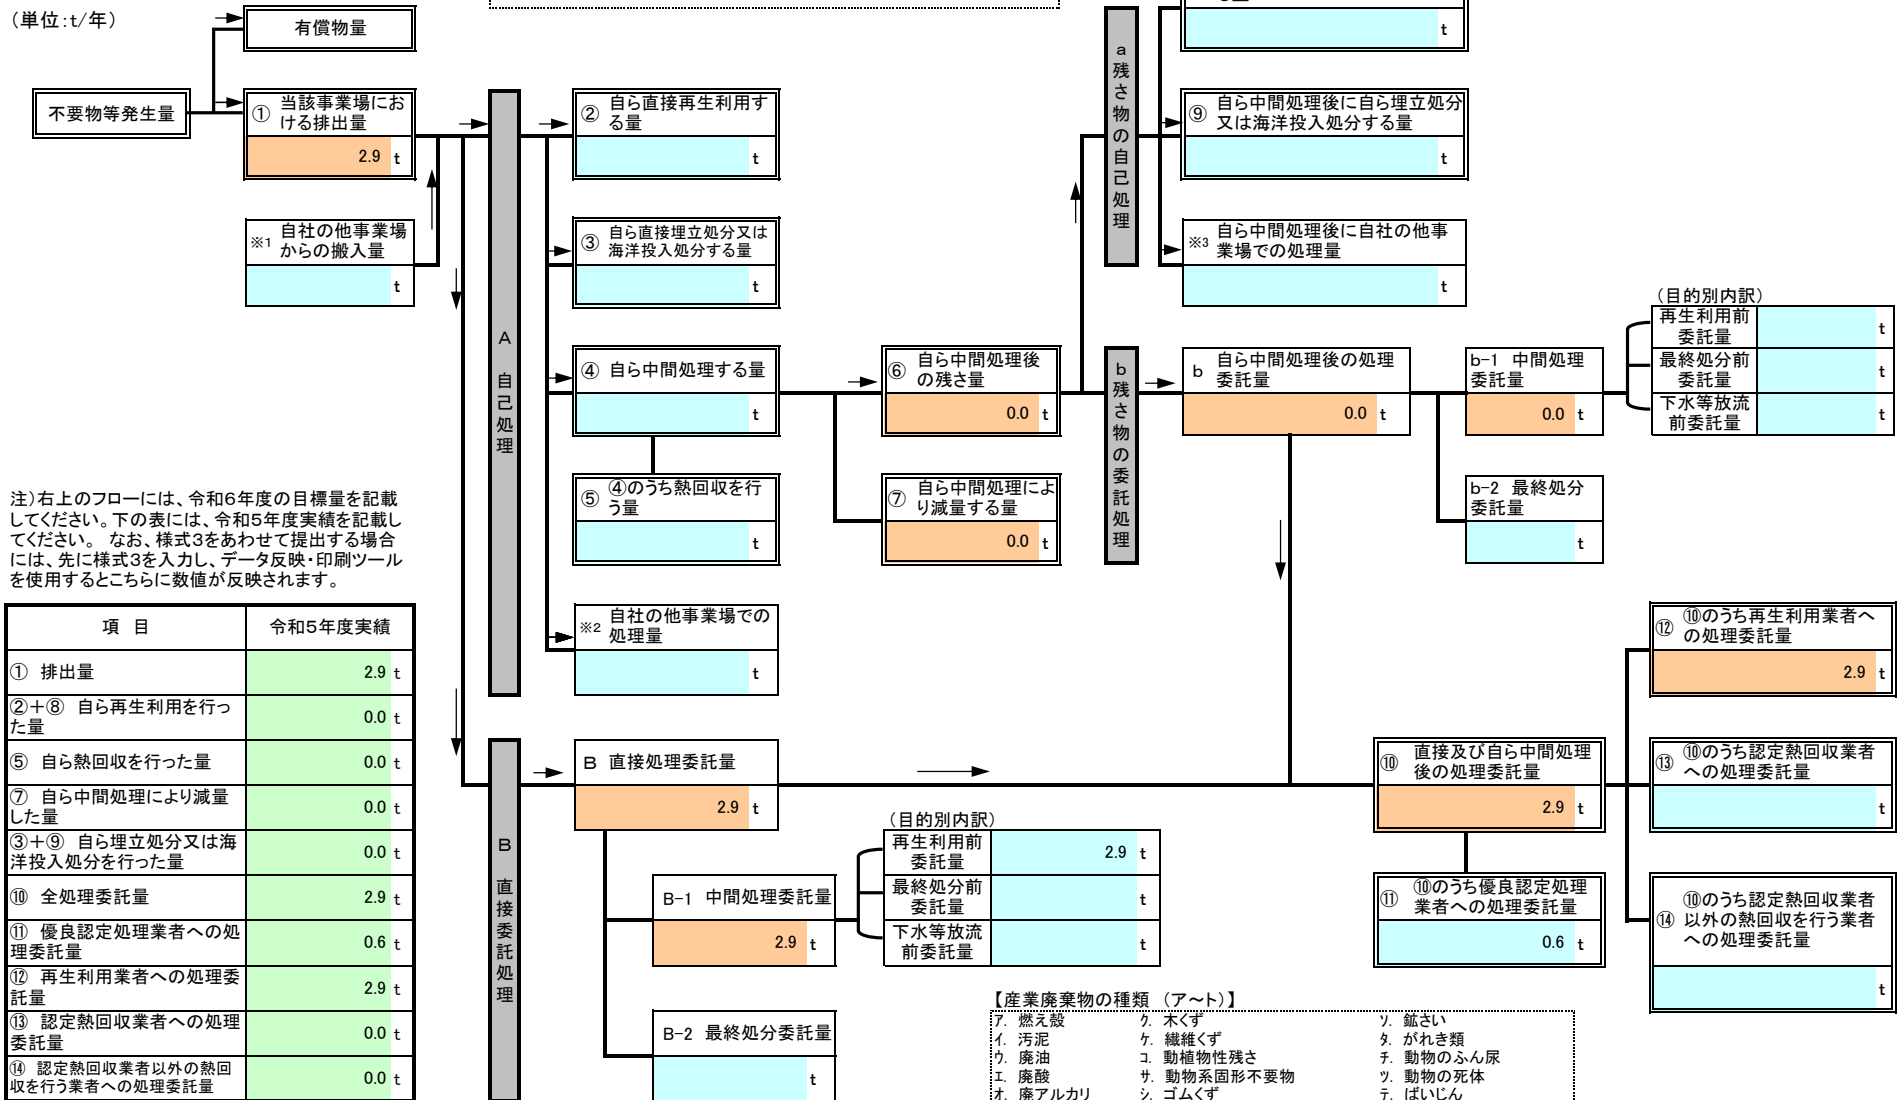 (単位:t/年)
有償物量
t
不要物等発生量
① 当該事業場にお
ける排出量
2.9 t
※1 自社の他事業場
からの搬入量
t
A 自己処理
② 自ら直接再生利用す
る量
t
③ 自ら直接埋立処分又は
海洋投入処分する量
t
④ 自ら中間処理する量
t
⑤ ④のうち熱回収を行
う量
t
※2 自社の他事業場での
処理量
t
⑥ 自ら中間処理後
の残さ量
0.0 t
⑦ 自ら中間処理によ
り減量する量
0.0 t
a 残さ物の自己処理
⑨ 自ら中間処理後に自ら埋立処分
又は海洋投入処分する量
t
※3 自ら中間処理後に自社の他事
業場での処理量
t
b 残さ物の委託処理
b 自ら中間処理後の処理
委託量
0.0 t
b-1 中間処理
委託量
0.0 t
(目的別内訳)
再生利用前
委託量
t
最終処分前
委託量
t
下水等放流
前委託量
t
b-2 最終処分
委託量
t
注)右上のフローには、令和6年度の目標量を記載
してください。下の表には、令和5年度実績を記載し
てください。 なお、様式3をあわせて提出する場合
には、先に様式3を入力し、データ反映・印刷ツール
を使用するとこちらに数値が反映されます。
項 目 令和5年度実績
① 排出量 2.9 t
②+⑧ 自ら再生利用を行っ
た量 0.0 t
⑤ 自ら熱回収を行った量 0.0 t
⑦ 自ら中間処理により減量
した量 0.0 t
③+⑨ 自ら埋立処分又は海
洋投入処分を行った量 0.0 t
⑩ 全処理委託量 2.9 t
⑪ 優良認定処理業者への処
理委託量 0.6 t
⑫ 再生利用業者への処理委
託量 2.9 t
⑬ 認定熱回収業者への処理
委託量 0.0 t
⑭ 認定熱回収業者以外の熱回
収を行う業者への処理委託量 0.0 t
B 直接委託処理
B 直接処理委託量
2.9 t
B-1 中間処理委託量
2.9 t
(目的別内訳)
再生利用前
委託量
2.9 t
最終処分前
委託量
t
下水等放流
前委託量
t
B-2 最終処分委託量
t
⑩ 直接及び自ら中間処理
後の処理委託量
2.9 t
⑪ ⑩のうち優良認定処理
業者への処理委託量
0.6 t
⑫ ⑩のうち再生利用業者へ
の処理委託量
2.9 t
⑬ ⑩のうち認定熱回収業者
への処理委託量
t
⑭ ⑩のうち認定熱回収業者
以外の熱回収を行う業者
への処理委託量
t
【産業廃棄物の種類 (ア~ト)】
ア. 燃え殻 ク. 木くず ソ. 鉱さい
イ. 汚泥 ケ. 繊維くず タ. がれき類
ウ. 廃油 コ. 動植物性残さ チ. 動物のふん尿
エ. 廃酸 サ. 動物系固形不要物 ツ. 動物の死体
オ. 廃アルカリ シ. ゴムくず テ. ばいじん